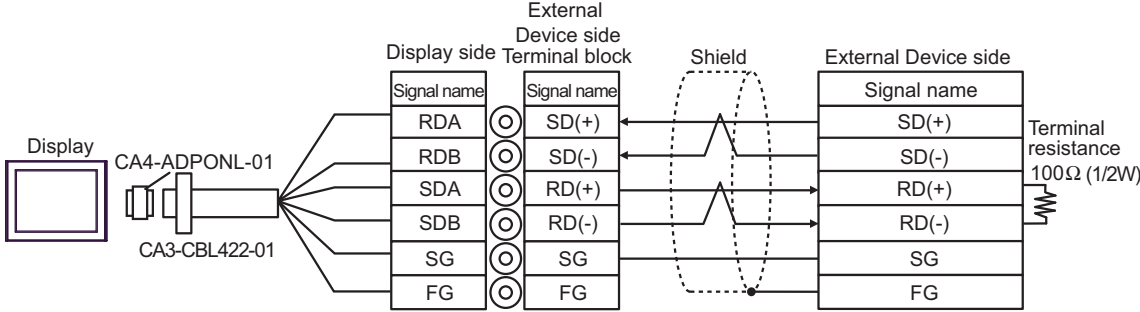 External
Device side
Display side Terminal block Shield External Device side
Signal name Signal name Signal name
RDA SD(+) SD(+)
Terminal
Display RDB SD(-) SD(-) resistance
CA4-ADPONL-01
SDA RD(+) RD(+) 100Ω (1/2W)
SDB RD(-) RD(-)
CA3-CBL422-01
SG SG SG
FG FG FG